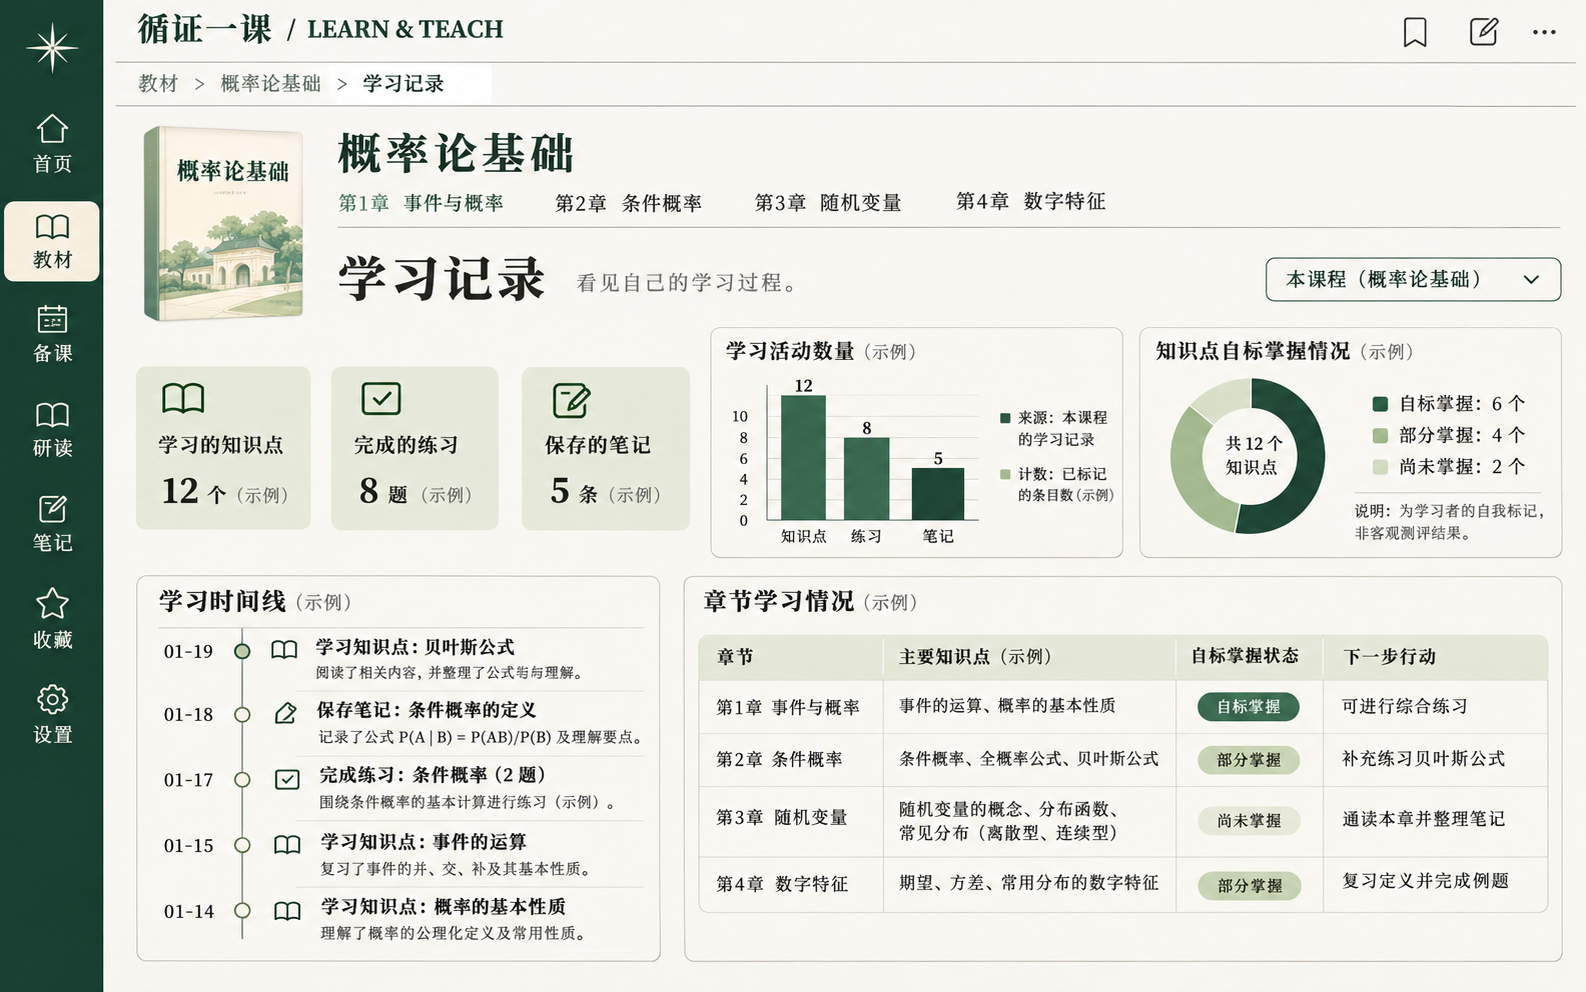 循证一课 / LEARN & TEACH
教材 > 概率论基础 > 学习记录
首页
教材
备课
研读
笔记
收藏
设置
概率论基础
概率论基础
第1章 事件与概率
第2章 条件概率
第3章 随机变量
第4章 数字特征
学习记录 看见自己的学习过程。
本课程（概率论基础）
学习的知识点
12 个（示例）
完成的练习
8 题（示例）
保存的笔记
5 条（示例）
学习活动数量（示例）
12
8
5
10
8
6
4
2
0
知识点 练习 笔记
来源：本课程
的学习记录
计数：已标记
的条目数(示例)
知识点自标掌握情况（示例）
共 12 个
知识点
自标掌握：6 个
部分掌握：4 个
尚未掌握：2 个
说明：为学习者的自我标记，
非客观测评结果。
学习时间线（示例）
01-19 学习知识点：贝叶斯公式
阅读了相关内容，并整理了公式与理解。
01-18 保存笔记：条件概率的定义
记录了公式 P(A | B) = P(AB)/P(B) 及理解要点。
01-17 完成练习：条件概率（2 题）
围绕条件概率的基本计算进行练习（示例）。
01-15 学习知识点：事件的运算
复习了事件的并、交、补及其基本性质。
01-14 学习知识点：概率的基本性质
理解了概率的公理化定义及常用性质。
章节学习情况（示例）
章节 主要知识点（示例） 自标掌握状态 下一步行动
第1章 事件与概率 事件的运算、概率的基本性质 自标掌握 可进行综合练习
第2章 条件概率 条件概率、全概率公式、贝叶斯公式 部分掌握 补充练习贝叶斯公式
第3章 随机变量 随机变量的概念、分布函数、
常见分布（离散型、连续型） 尚未掌握 通读本章并整理笔记
第4章 数字特征 期望、方差、常用分布的数字特征 部分掌握 复习定义并完成例题